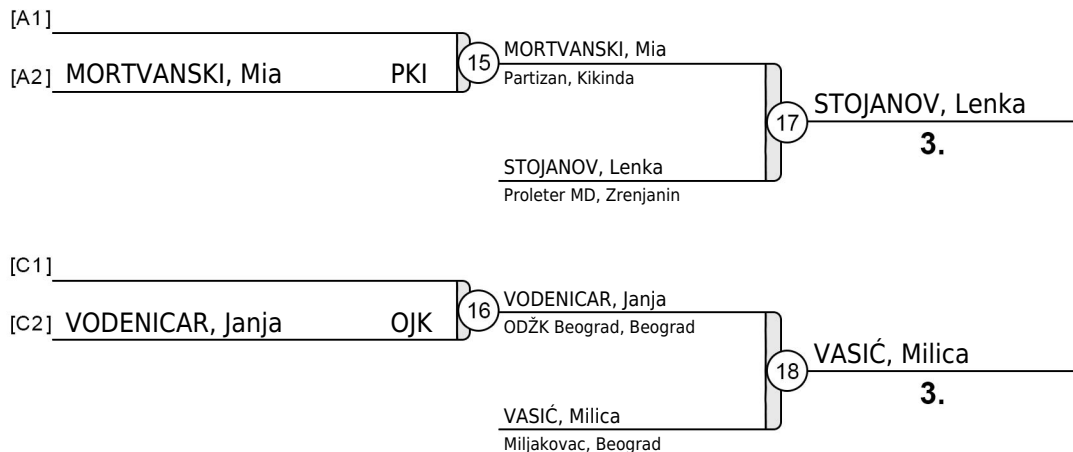 [A1]
[A2] MORTVANSKI, Mia PKI
15
MORTVANSKI, Mia
Partizan, Kikinda
17
STOJANOV, Lenka
3.
STOJANOV, Lenka
Proleter MD, Zrenjanin
[C1]
[C2] VODENICAR, Janja OJK
16
VODENICAR, Janja
ODŽK Beograd, Beograd
18
VASIĆ, Milica
3.
VASIĆ, Milica
Miljakovac, Beograd